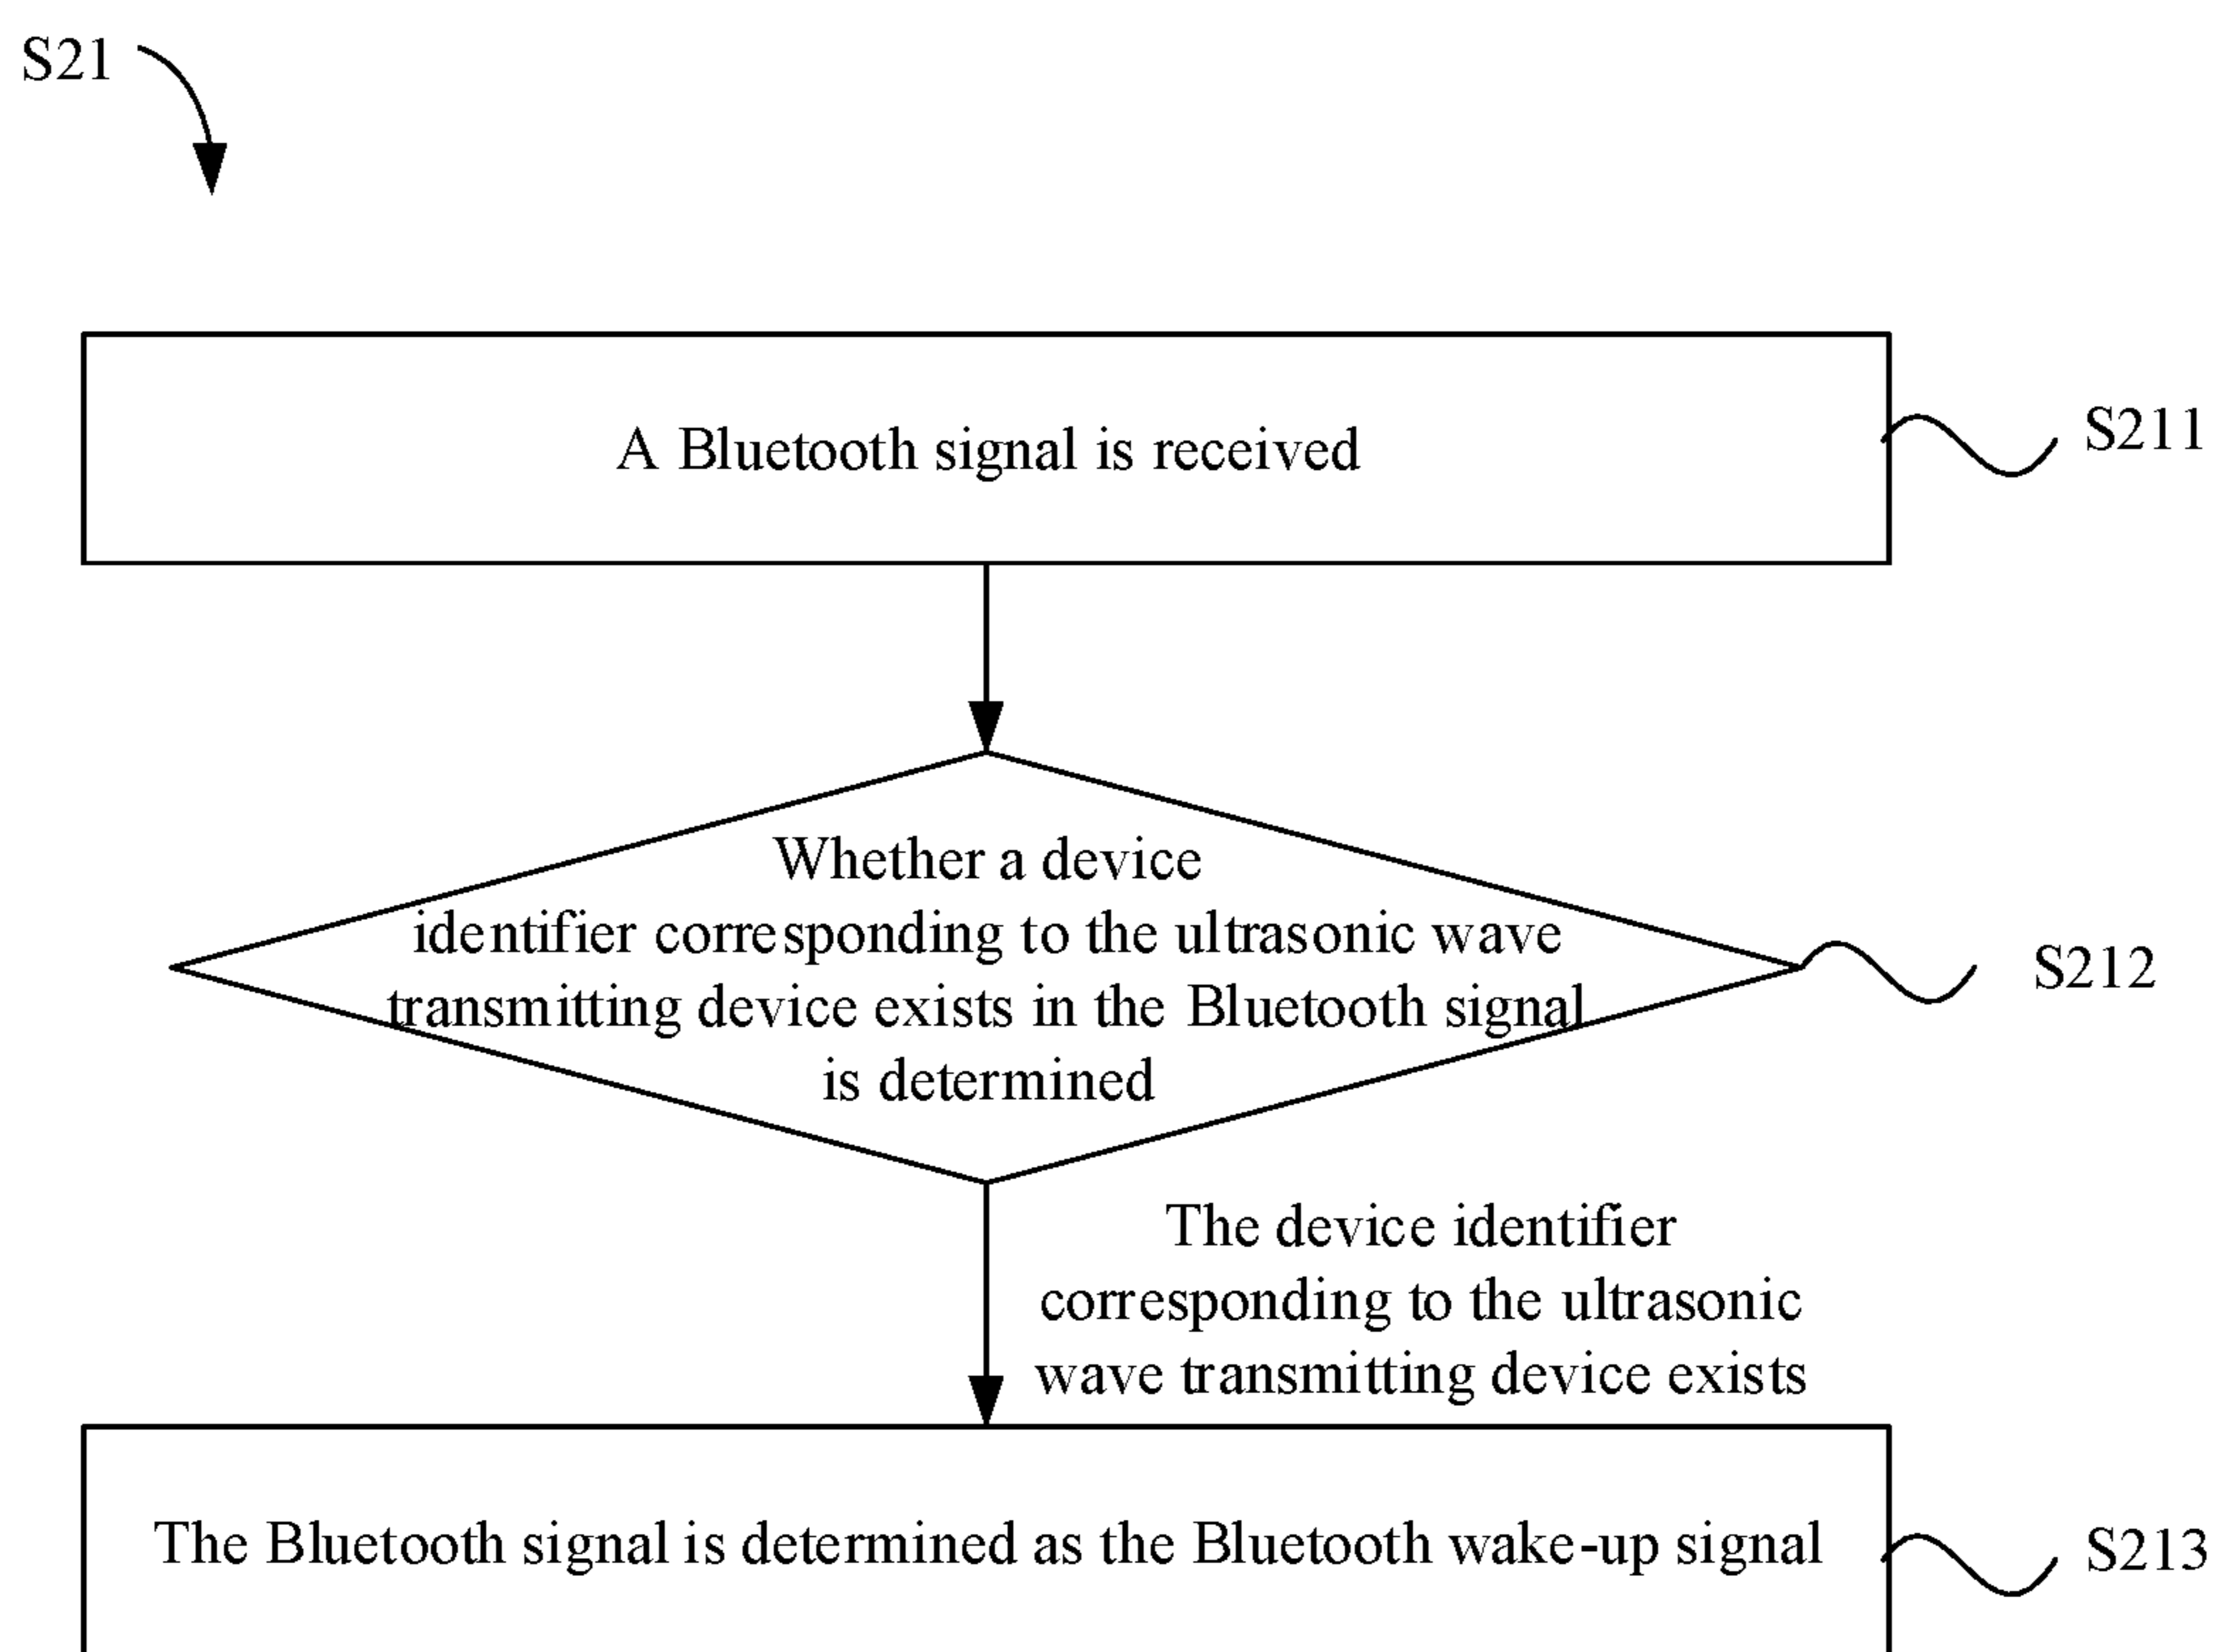 S21
A Bluetooth signal is received
S211
Whether a device
identifier corresponding to the ultrasonic wave
transmitting device exists in the Bluetooth signal
is determined
S212
The device identifier
corresponding to the ultrasonic
wave transmitting device exists
The Bluetooth signal is determined as the Bluetooth wake-up signal
S213